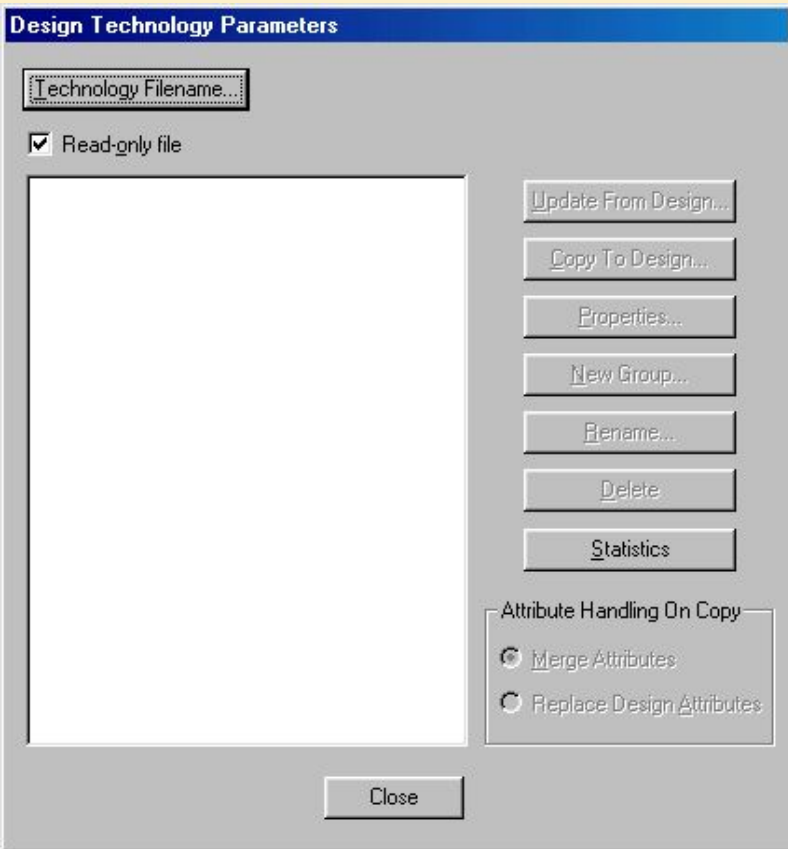 Design Technology Parameters
Technology Filename...
Read-only file
Update From Design...
Copy To Design...
Properties...
New Group...
Rename...
Delete
Statistics
Attribute Handling On Copy
Merge Attributes
Replace Design Attributes
Close